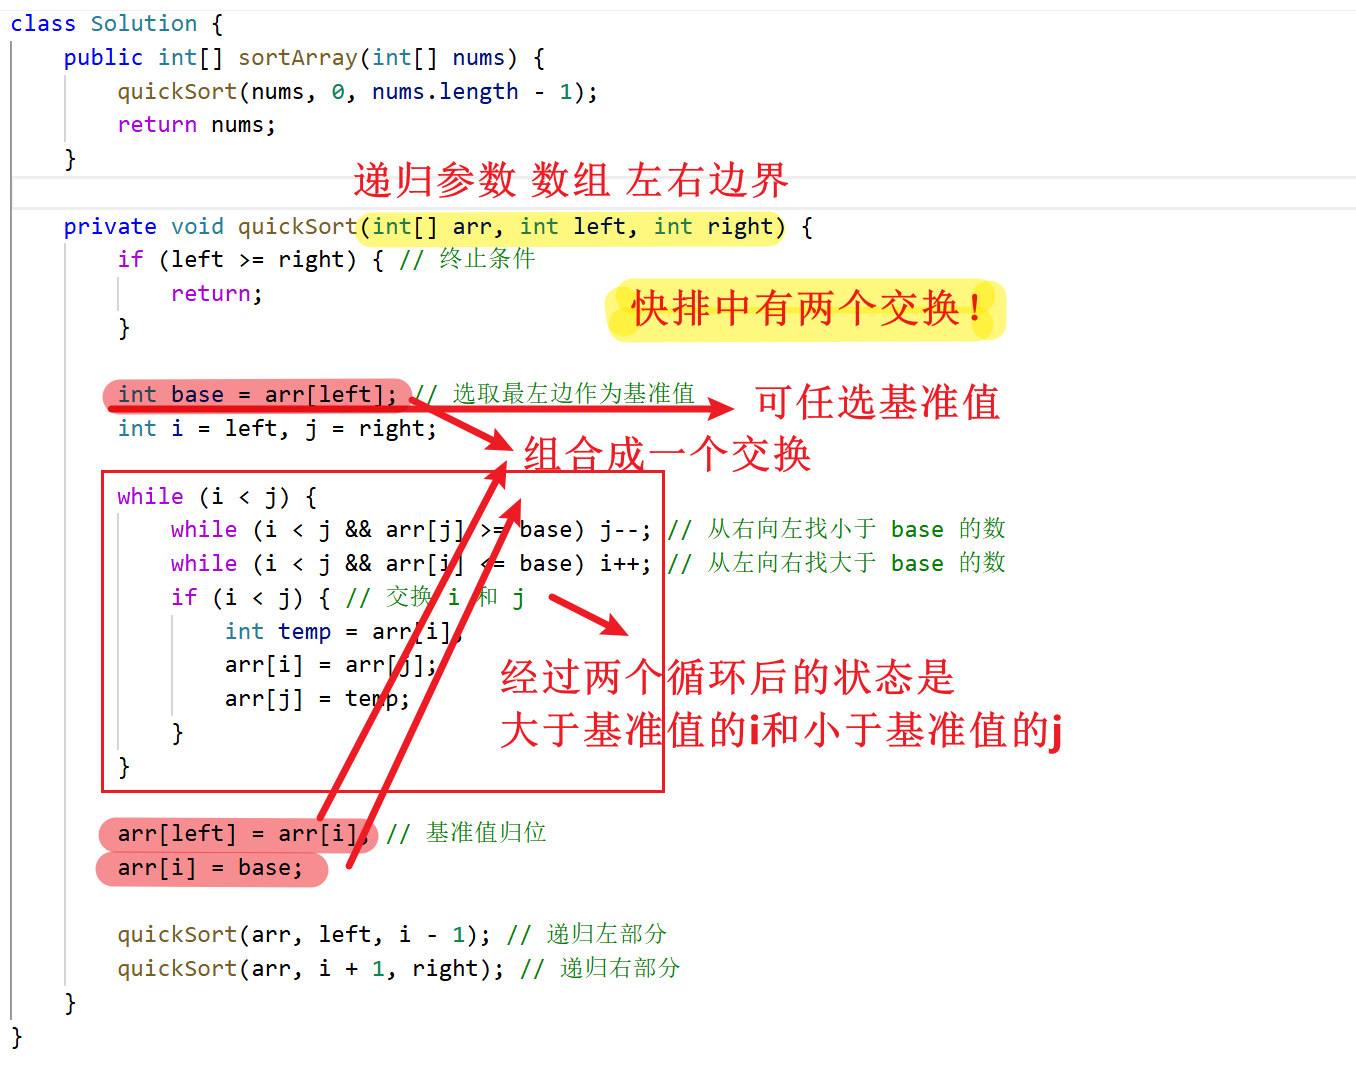 class Solution {
public int[] sortArray(int[] nums) {
quickSort(nums, 0, nums.length - 1);
return nums;
}
递归参数 数组 左右边界
private void quickSort(int[] arr, int left, int right) {
if (left >= right) { // 终止条件
return;
快排中有两个交换！
}
int base = arr[left]; // 选取最左边作为基准值
可任选基准值
int i = left, j = right;
组合成一个交换
while (i < j) {
while (i < j && arr[j] >= base) j--; // 从右向左找小于 base 的数
while (i < j && arr[i] <= base) i++; // 从左向右找大于 base 的数
if (i < j) { // 交换 i 和 j
int temp = arr[i];
arr[i] = arr[j];
经过两个循环后的状态是
arr[j] = temp;
大于基准值的i和小于基准值的j
}
}
arr[left] = arr[i]; // 基准值归位
arr[i] = base;
quickSort(arr, left, i - 1); // 递归左部分
quickSort(arr, i + 1, right); // 递归右部分
}
}